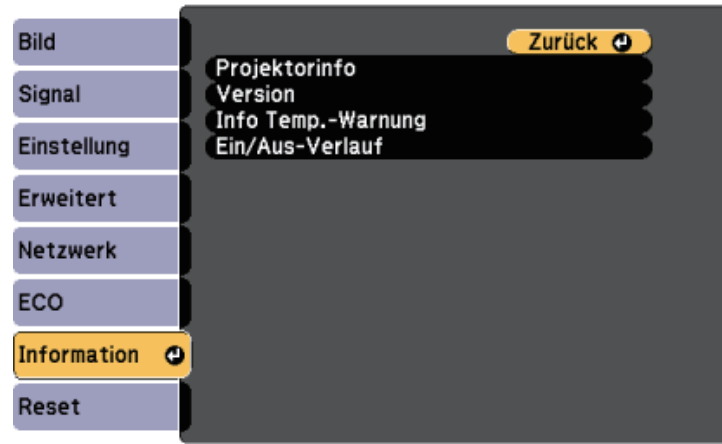 Bild
Signal
Einstellung
Erweitert
Netzwerk
ECO
Information
Reset
Zurück
Projektorinfo
Version
Info Temp.-Warnung
Ein/Aus-Verlauf